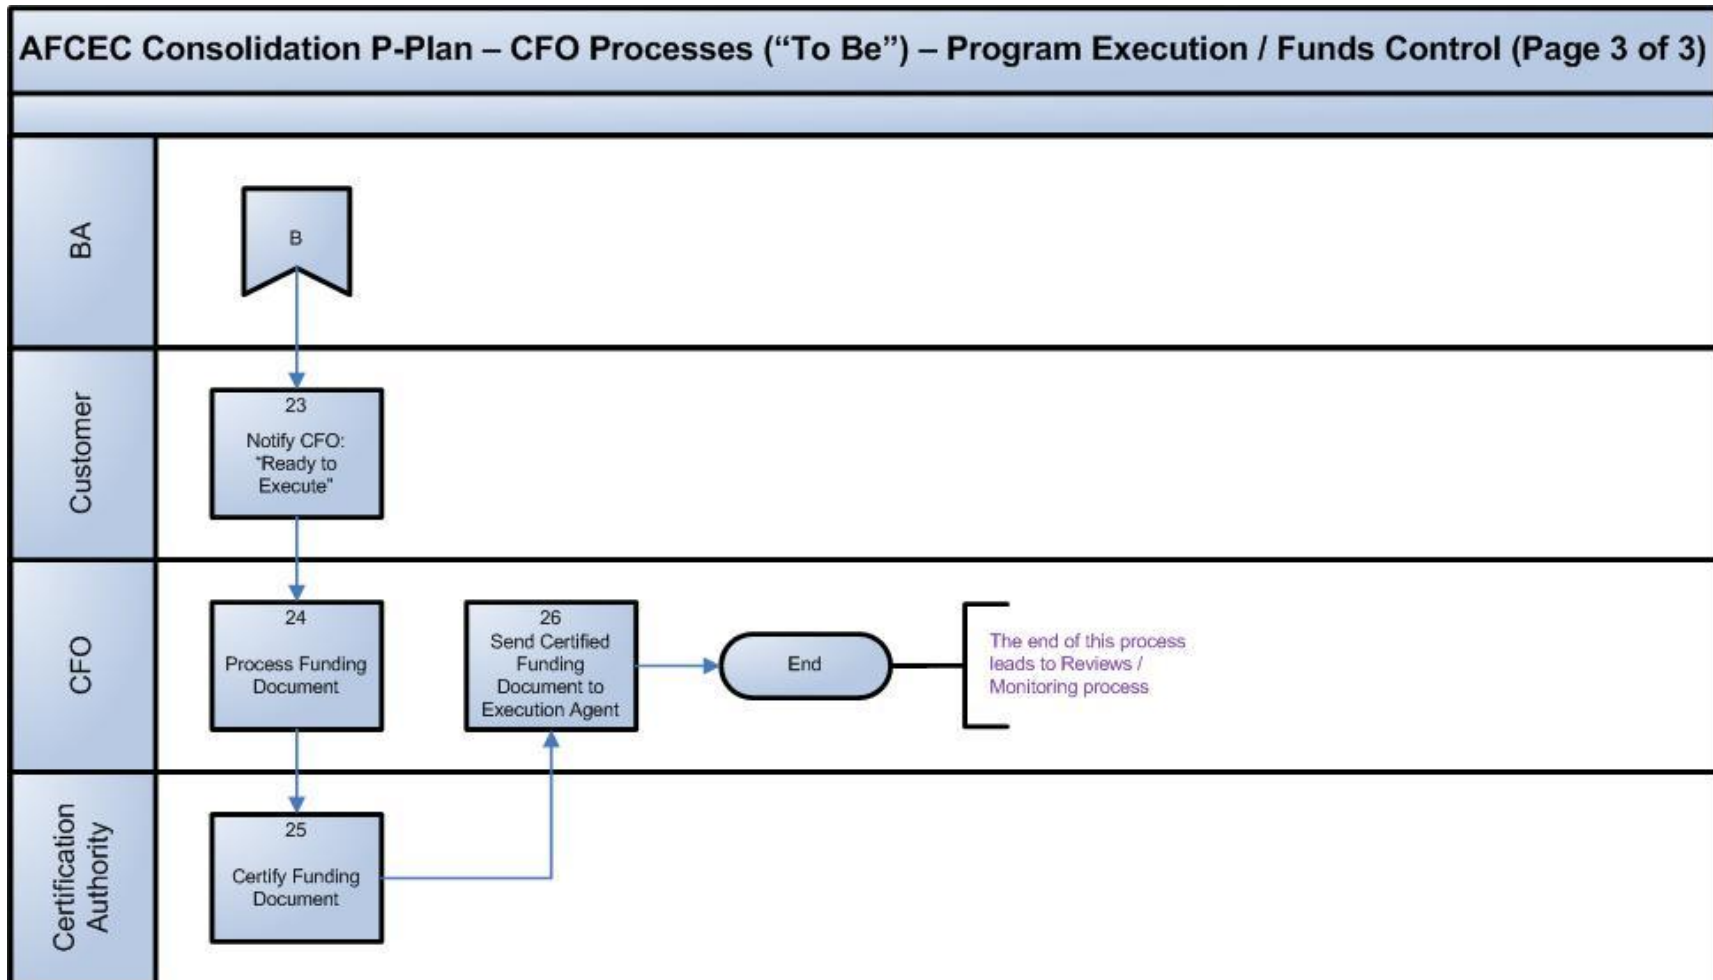 AFCEC Consolidation P-Plan – CFO Processes (“To Be”) – Program Execution / Funds Control (Page 3 of 3)
BA
B
Customer
23
Notify CFO:
“Ready to
Execute”
CFO
24
Process Funding
Document
26
Send Certified
Funding
Document to
Execution Agent
End
The end of this process
leads to Reviews /
Monitoring process
Certification
Authority
25
Certify Funding
Document